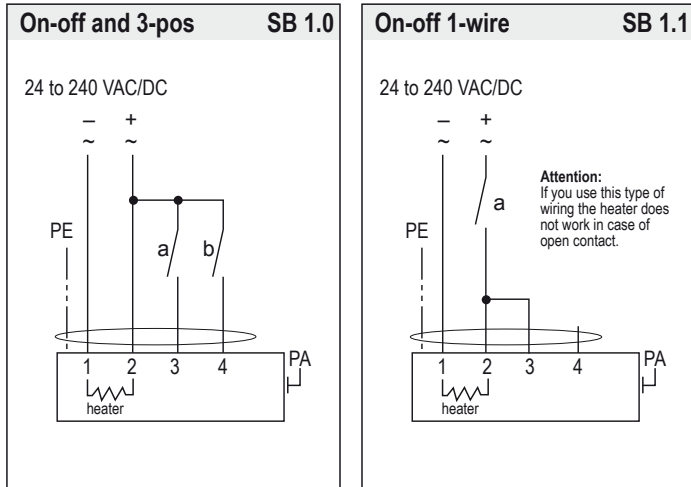 On-off and 3-pos SB 1.0
24 to 240 VAC/DC
– +
~ ~
PE
a b
1 2 3 4
PA
heater
On-off 1-wire SB 1.1
24 to 240 VAC/DC
– +
~ ~
a
Attention:
If you use this type of
wiring the heater does
not work in case of
open contact.
PE
1 2 3 4
PA
heater